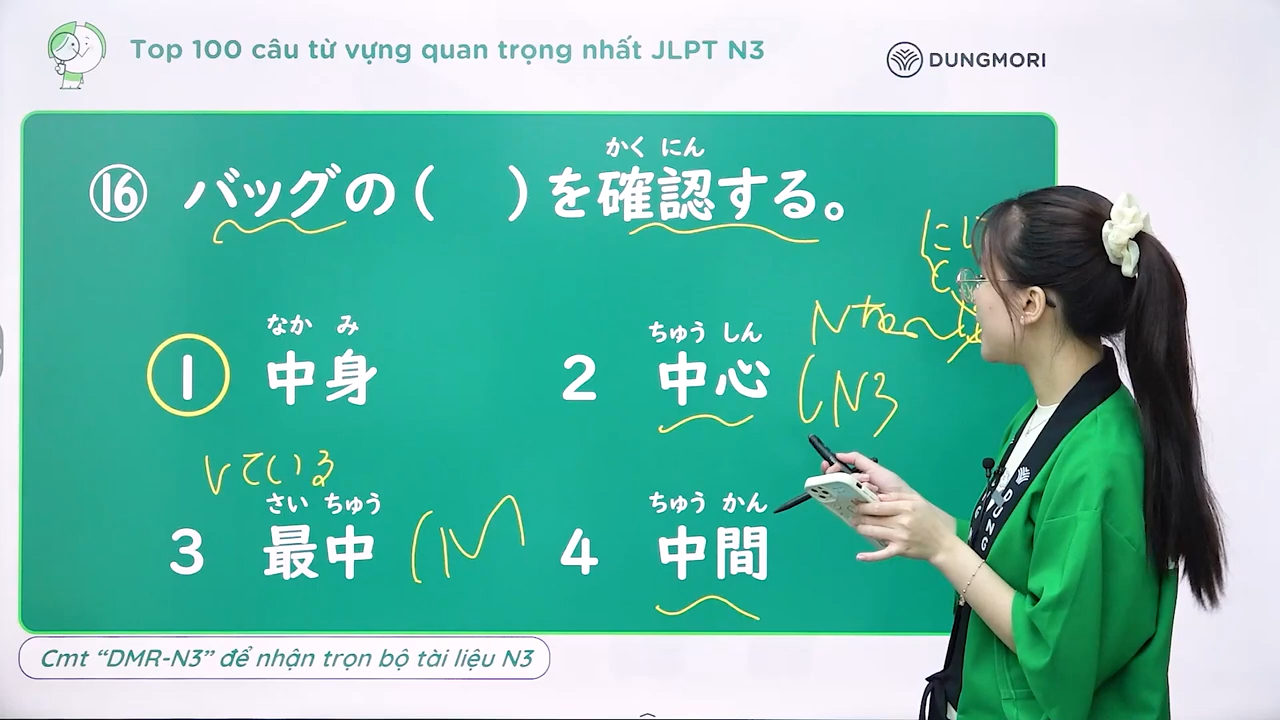 Top 100 câu từ vựng quan trọng nhất JLPT N3
DUNGMORI
かく にん
⑯ バッグの( )を確認する。
なか み
1 中身
ちゅう しん
2 中心
N
(N3
Vている
さい ちゅう
3 最中
ちゅう かん
4 中間
Cmt “DMR-N3” để nhận trọn bộ tài liệu N3
DUNG